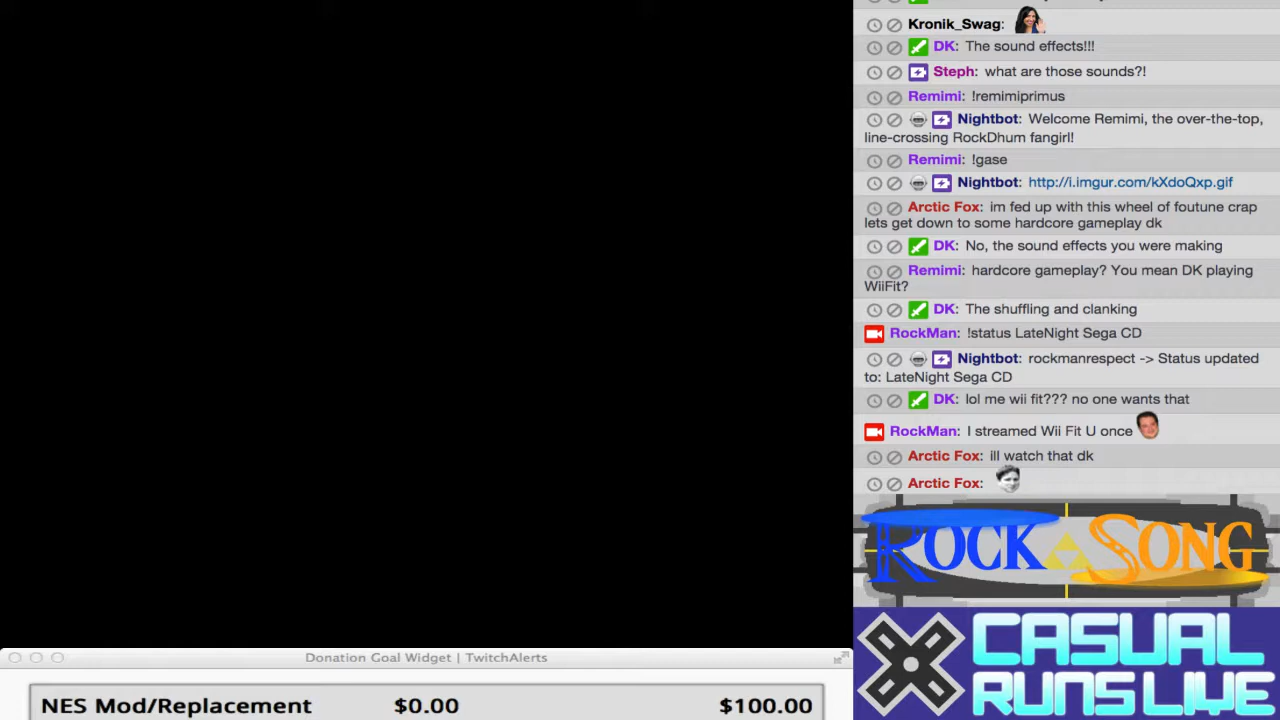 Kronik_Swag:
DK: The sound effects!!!
Steph: what are those sounds?!
Remimi: !remimiprimus
Nightbot: Welcome Remimi, the over-the-top,
line-crossing RockDhum fangirl!
Remimi: !gase
Nightbot: http://i.imgur.com/kXdoQxp.gif
Arctic Fox: im fed up with this wheel of foutune crap
lets get down to some hardcore gameplay dk
DK: No, the sound effects you were making
Remimi: hardcore gameplay? You mean DK playing
WiiFit?
DK: The shuffling and clanking
RockMan: !status LateNight Sega CD
Nightbot: rockmanrespect -> Status updated
to: LateNight Sega CD
DK: lol me wii fit??? no one wants that
RockMan: I streamed Wii Fit U once
Arctic Fox: ill watch that dk
Arctic Fox:
ROCK SONG
CASUAL
RUNS LIVE
Donation Goal Widget | TwitchAlerts
NES Mod/Replacement $0.00 $100.00